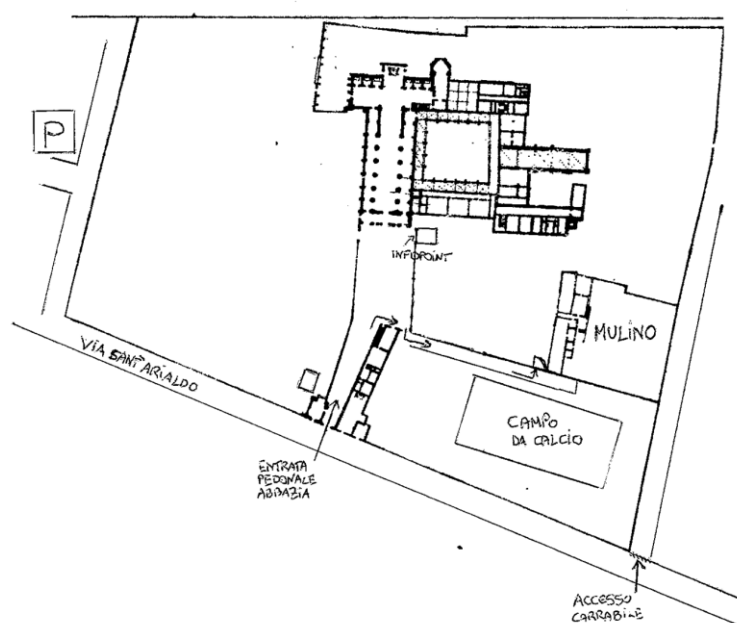 P
INFOPOINT
MULINO
VIA SANT'ARIALDO
CAMPO
DA CALCIO
ENTRATA
PEDONALE
ABBAZIA
ACCESSO
CARRABILE